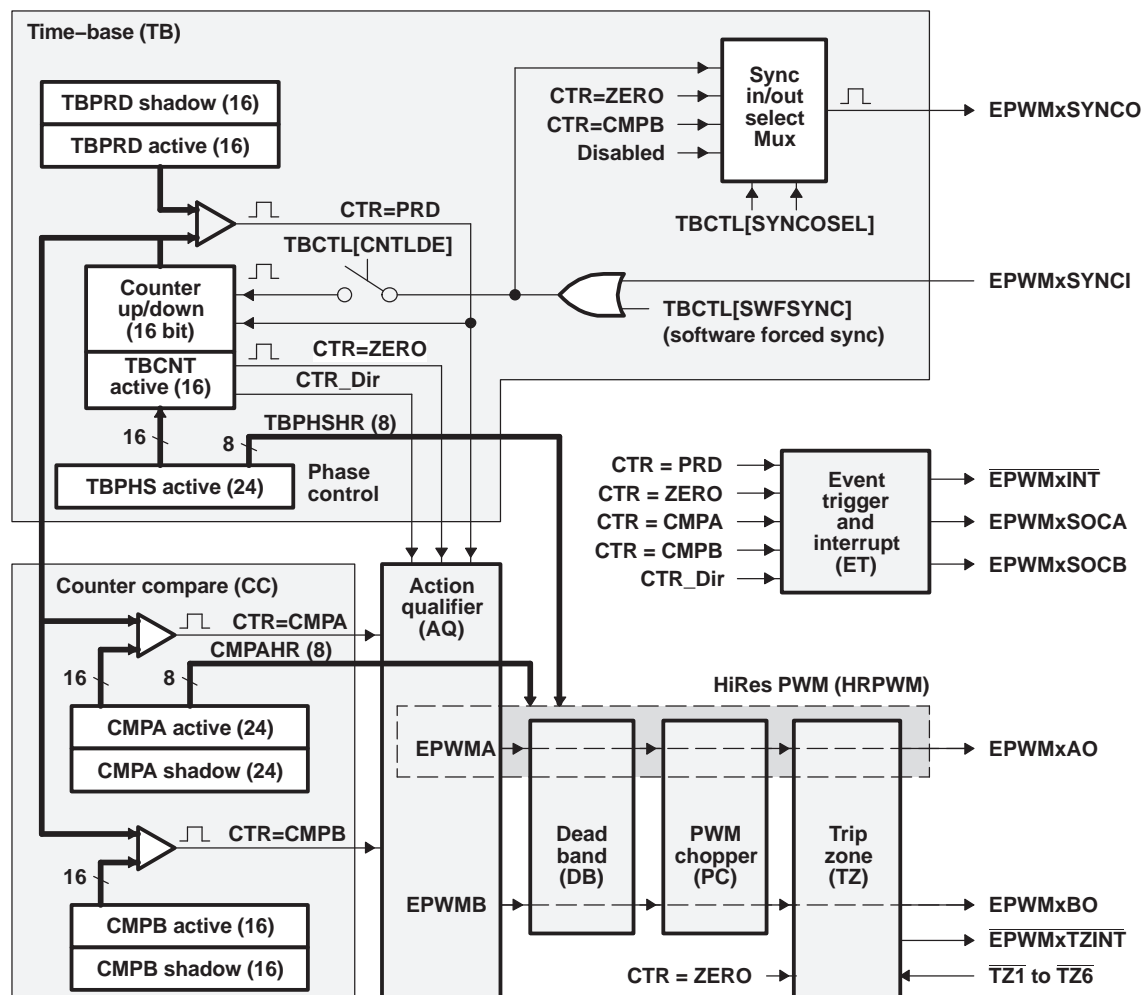 Time−base (TB)
TBPRD shadow (16)
TBPRD active (16)
CTR=ZERO
CTR=CMPB
Disabled
Sync
in/out
select
Mux
EPWMxSYNCO
TBCTL[SYNCOSEL]
CTR=PRD
TBCTL[CNTLDE]
Counter
up/down
(16 bit)
TBCNT
active (16)
EPWMxSYNCI
TBCTL[SWFSYNC]
(software forced sync)
CTR=ZERO
CTR_Dir
16
8
TBPHSHR (8)
TBPHS active (24)
Phase
control
CTR = PRD
CTR = ZERO
CTR = CMPA
CTR = CMPB
CTR_Dir
Event
trigger
and
interrupt
(ET)
EPWMxINT
EPWMxSOCA
EPWMxSOCB
Counter compare (CC)
CTR=CMPA
Action
qualifier
(AQ)
16
8
CMPAHR (8)
CMPA active (24)
CMPA shadow (24)
HiRes PWM (HRPWM)
EPWMA
EPWMxAO
CTR=CMPB
16
Dead
band
(DB)
PWM
chopper
(PC)
Trip
zone
(TZ)
CMPB active (16)
CMPB shadow (16)
EPWMB
EPWMxBO
EPWMxTZINT
CTR = ZERO
TZ1 to TZ6